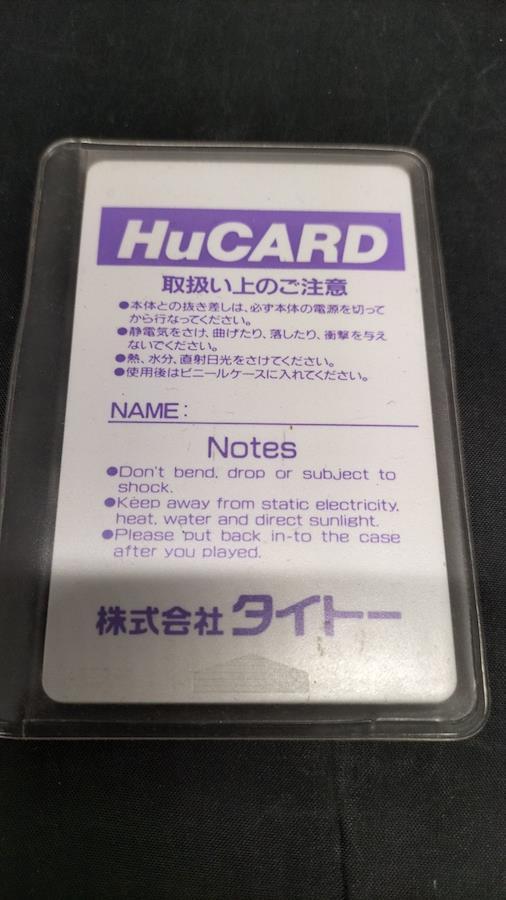 HuCARD
取扱い上のご注意
●本体との抜き差しは、必ず本体の電源を切って
から行なってください。
●静電気をさけ、曲げたり、落したり、衝撃を与え
ないでください。
●熱、水分、直射日光をさけてください。
●使用後はビニールケースに入れてください。
NAME:
Notes
●Don't bend, drop or subject to
shock.
●Keep away from static electricity,
heat, water and direct sunlight.
●Please put back in-to the case
after you played.
株式会社 タイトー